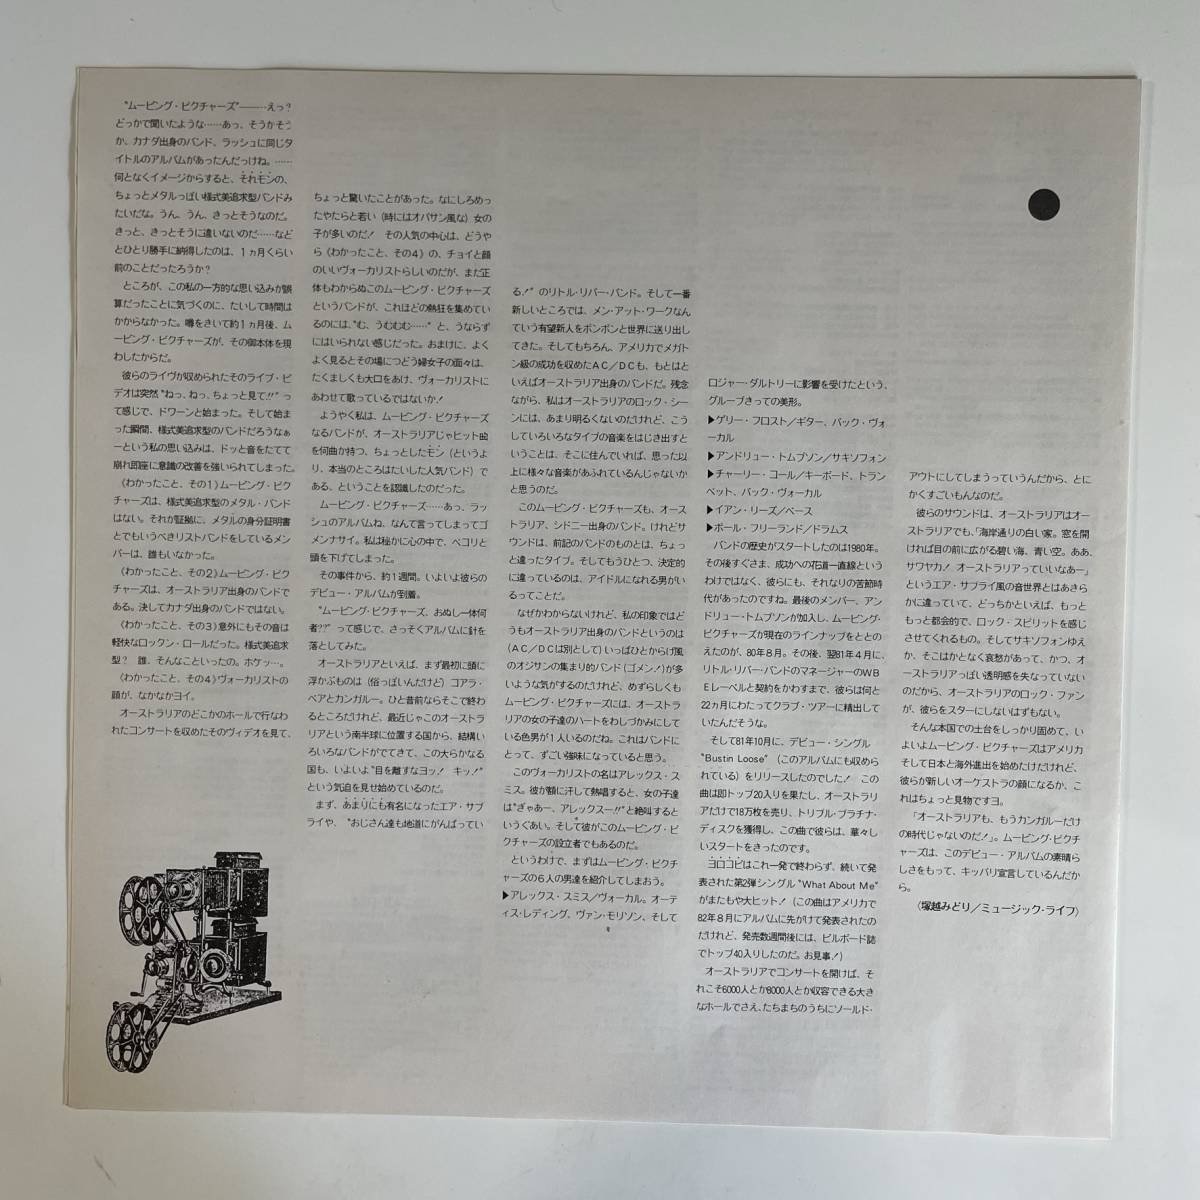 “ムービング・ピクチャーズ”――…えっ?
どっかで聞いたような……あっ、そうかそう
か、カナダ出身のバンド、ラッシュに同じタ
イトルのアルバムがあったんだっけね。……
何となくイメージからすると、それモンの、
ちょっとメタルっぽい様式美追求型バンドみ
たいだな。うん、うん、きっとそうなのだ。
きっと、きっとそうに違いないのだ……など
とひとり勝手に納得したのは、1ヵ月くらい
前のことだったろうか?
ところが、この私の一方的な思い込みが誤
算だったことに気づくのに、たいして時間は
かからなかった。噂をきいて約1ヵ月後、ム
ービング・ピクチャーズが、その御本体を現
わしたからだ。
彼らのライヴが収められたそのライブ・ビ
デオは突然“ねっ、ねっ、ちょっと見て!!”
って感じで、ドワーンと始まった。そして始ま
った瞬間、様式美追求型のバンドだろうなぁ
ーという私の思い込みは、ドッと音をたてて
崩れ即座に意識の改善を強いられてしまった。
〈わかったこと、その1〉ムービング・ピク
チャーズは、様式美追求型のメタル・バンド
ではない。それが証拠に、メタルの身分証明書
とでもいうべきリストバンドをしているメン
バーは、誰もいなかった。
〈わかったこと、その2〉ムービング・ピク
チャーズは、オーストラリア出身のバンドで
ある。決してカナダ出身のバンドではない。
〈わかったこと、その3〉意外にもその音は
軽快なロックン・ロールだった。様式美追求
型? 誰、そんなこといったの。ホケッ…。
〈わかったこと、その4〉ヴォーカリストの
顔が、なかなかヨイ。
オーストラリアのどこかのホールで行なわ
れたコンサートを収めたそのヴィデオを見て、
ちょっと驚いたことがあった。なにしろめっ
たやたらと若い(時にはオバサン風な)女の
子が多いのだ! その人気の中心は、どうや
ら〈わかったこと、その4〉の、チョイと顔
のいいヴォーカリストらしいのだが、まだ正
体もわからぬこのムービング・ピクチャーズ
というバンドが、これほどの熱狂を集めてい
るのには、“む、うむむむ……”と、うならず
にはいられない感じだった。おまけに、よく
よく見るとその場につどう婦女子の面々は、
たくましくも大口をあけ、ヴォーカリストに
あわせて歌っているではないか!
ようやく私は、ムービング・ピクチャーズ
なるバンドが、オーストラリアじゃヒット曲
を何曲か持つ、ちょっとしたモン(というよ
り、本当のところはたいした人気バンド)で
ある、ということを認識したのだった。
ムービング・ピクチャーズ……あっ、ラッ
シュのアルバムね、なんて言ってしまってゴ
メンナサイ。私は秘かに心の中で、ペコリと
頭を下げてしまった。
その事件から、約1週間。いよいよ彼らの
デビュー・アルバムが到着。
“ムービング・ピクチャーズ、おぬし一体何
者??”って感じで、さっそくアルバムに針を
落としてみた。
オーストラリアといえば、まず最初に頭に
浮かぶものは(俗っぽいんだけど)コアラ・
ベアとカンガルー。ひと昔前ならそこで終わ
るところだけれど、最近じゃこのオーストラ
リアという南半球に位置する国から、結構い
ろいろなバンドがでてきて、この大らかなる
国も、いよいよ“目を離すなヨッ! キッ!”
という気迫を見せ始めているのだ。
まず、あまりにも有名になったエア・サプ
ライや、“おじさん達も地道にがんばってい
る!”のリトル・リバー・バンド。そして一番
新しいところでは、メン・アット・ワークなん
ていう有望新人をポンポンと世界に送り出し
てきた。そしてもちろん、アメリカでメガト
ン級の成功を収めたAC/DCも、もとはと
いえばオーストラリア出身のバンドだ。残念
ながら、私はオーストラリアのロック・シー
ンには、あまり明るくないのだけれど、こう
していろいろなタイプの音楽をはじき出すと
いうことは、そこに住んでいれば、思った以
上に様々な音楽があふれているんじゃないか
と思うのだ。
このムービング・ピクチャーズも、オース
トラリア、シドニー出身のバンド。けれどサ
ウンドは、前記のバンドのものとは、ちょっ
と違ったタイプ。そしてもうひとつ、決定的
に違っているのは、アイドルになれる男がい
るってことだ。
なぜかわからないけれど、私の印象ではど
うもオーストラリア出身のバンドというのは
(AC/DCは別として)いっぱひとからげ風
のオジサンの集まり的バンド(ゴメン!)が多
いような気がするのだけれど、めずらしくも
ムービング・ピクチャーズには、オーストラ
リアの女の子達のハートをわしづかみにして
いる色男が1人いるのだね。これはバンドに
とって、すごい強味になっていると思う。
このヴォーカリストの名はアレックス・ス
ミス。彼が額に汗して熱唱すると、女の子達
は“ぎゃあー、アレックスー!!”と絶叫すると
いうぐあい。そして彼がこのムービング・ピ
クチャーズの設立者でもあるのだ。
というわけで、まずはムービング・ピクチ
ャーズの6人の男達を紹介してしまおう。
▶アレックス・スミス/ヴォーカル。オーテ
ィス・レディング、ヴァン・モリソン、そして
ロジャー・ダルトリーに影響を受けたという、
グループきっての美形。
▶ゲリー・フロスト/ギター、バック・ヴォ
ーカル
▶アンドリュー・トムプソン/サキソフォン
▶チャーリー・コール/キーボード、トラン
ペット、バック・ヴォーカル
▶イアン・リーズ/ベース
▶ポール・フリーランド/ドラムス
バンドの歴史がスタートしたのは1980年。
その後すぐさま、成功への花道一直線という
わけではなく、彼らにも、それなりの苦節時
代があったのですね。最後のメンバー、アン
ドリュー・トムプソンが加入し、ムービング・
ピクチャーズが現在のラインナップをととの
えたのが、80年8月。その後、翌81年4月に、
リトル・リバー・バンドのマネージャーのWB
Eレーベルと契約をかわすまで、彼らは何と
22ヵ月にわたってクラブ・ツアーに精出して
いたんだそうな。
そして81年10月に、デビュー・シングル
“Bustin Loose”(このアルバムにも収めら
れている)をリリースしたのでした! この
曲は即トップ20入りを果たし、オーストラリ
アだけで18万枚を売り、トリプル・プラチナ・
ディスクを獲得し、この曲で彼らは、華々し
いスタートをきったのです。
ヨロコビはこれ一発で終わらず、続いて発
表された第2弾シングル“What About Me”
がまたもや大ヒット!(この曲はアメリカで
82年8月にアルバムに先がけて発表されたの
だけれど、発売数週間後には、ビルボード誌
でトップ40入りしたのだ。お見事!)
オーストラリアでコンサートを開けば、そ
れこそ6000人とか8000人とか収容できる大き
なホールでさえ、たちまちのうちにソールド・
アウトにしてしまうっていうんだから、とに
かくすごいもんなのだ。
彼らのサウンドは、オーストラリアはオー
ストラリアでも、「海岸通りの白い家。窓を開
ければ目の前に広がる碧い海、青い空。ああ、
サワヤカ! オーストラリアっていいなあー」
というエア・サプライ風の音世界とはあきら
かに違っていて、どっちかといえば、もっと
もっと都会的で、ロック・スピリットを感じ
させてくれるもの。そしてサキソフォンゆえ
か、そこはかとなく哀愁があって、かつ、オ
ーストラリアっぽい透明感も失なっていない
のだから、オーストラリアのロック・ファン
が、彼らをスターにしないはずもない。
そんな本国での土台をしっかり固めて、い
よいよムービング・ピクチャーズはアメリカ
そして日本と海外進出を始めたけだけれど、
彼らが新しいオーケストラの顔になるか、こ
れはちょっと見物ですヨ。
「オーストラリアも、もうカンガルーだけ
の時代じゃないのだ!」。ムービング・ピクチ
ャーズは、このデビュー・アルバムの素晴ら
しさをもって、キッパリ宣言しているんだか
ら。
〈塚越みどり/ミュージック・ライフ〉